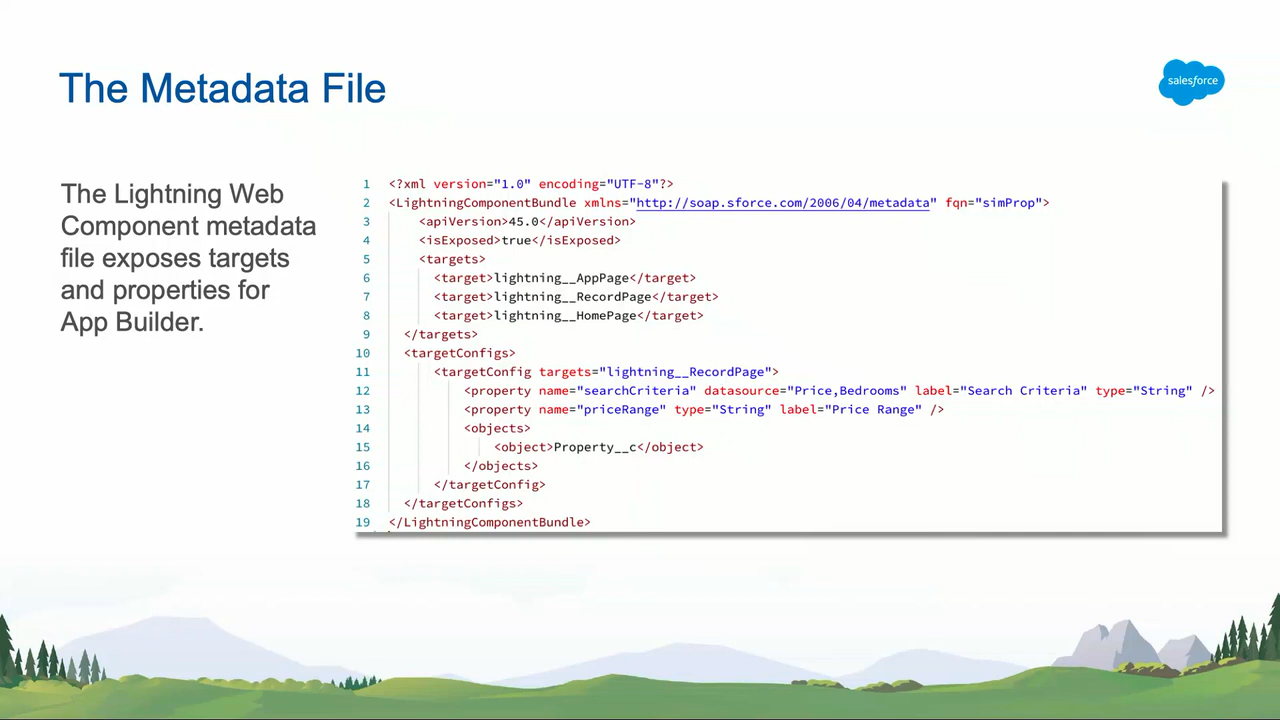 The Metadata File
salesforce
The Lightning Web
Component metadata
file exposes targets
and properties for
App Builder.
1 <?xml version="1.0" encoding="UTF-8"?>
2 <LightningComponentBundle xmlns="http://soap.sforce.com/2006/04/metadata" fqn="simProp">
3 <apiVersion>45.0</apiVersion>
4 <isExposed>true</isExposed>
5 <targets>
6 <target>lightning__AppPage</target>
7 <target>lightning__RecordPage</target>
8 <target>lightning__HomePage</target>
9 </targets>
10 <targetConfigs>
11 <targetConfig targets="lightning__RecordPage">
12 <property name="searchCriteria" datasource="Price,Bedrooms" label="Search Criteria" type="String" />
13 <property name="priceRange" type="String" label="Price Range" />
14 <objects>
15 <object>Property__c</object>
16 </objects>
17 </targetConfig>
18 </targetConfigs>
19 </LightningComponentBundle>